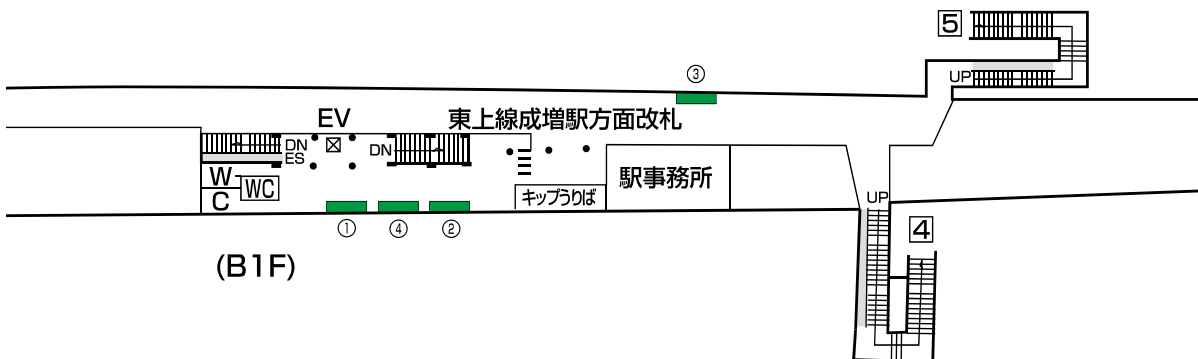 5
③
UP
EV
東上線成増駅方面改札
DN
ES
DN
W
C
WC
駅事務所
キップうりば
UP
①
④
②
4
(B1F)